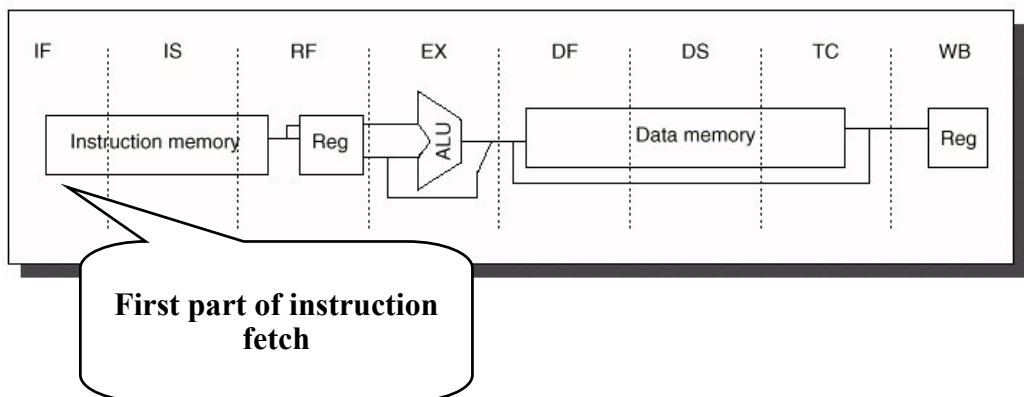 IF IS RF EX DF DS TC WB
Instruction memory Reg ALU Data memory Reg
First part of instruction
fetch